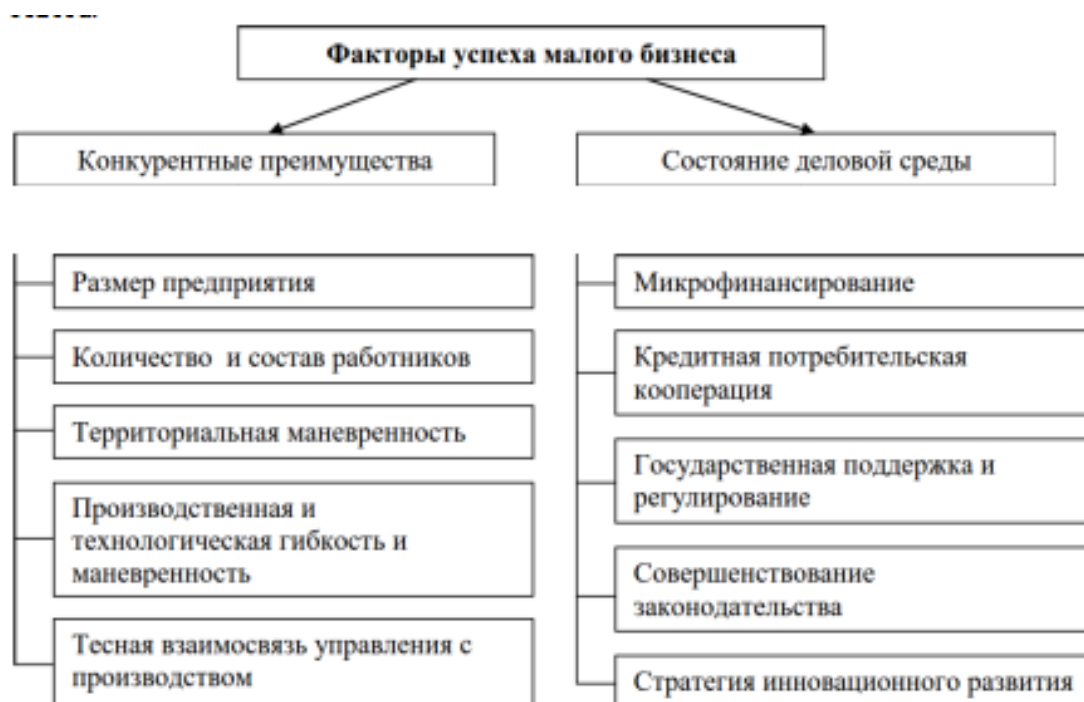 Факторы успеха малого бизнеса
Конкурентные преимущества
Состояние деловой среды
Размер предприятия
Количество и состав работников
Территориальная маневренность
Производственная и
технологическая гибкость и
маневренность
Тесная взаимосвязь управления с
производством
Микрофинансирование
Кредитная потребительская
кооперация
Государственная поддержка и
регулирование
Совершенствование
законодательства
Стратегия инновационного развития